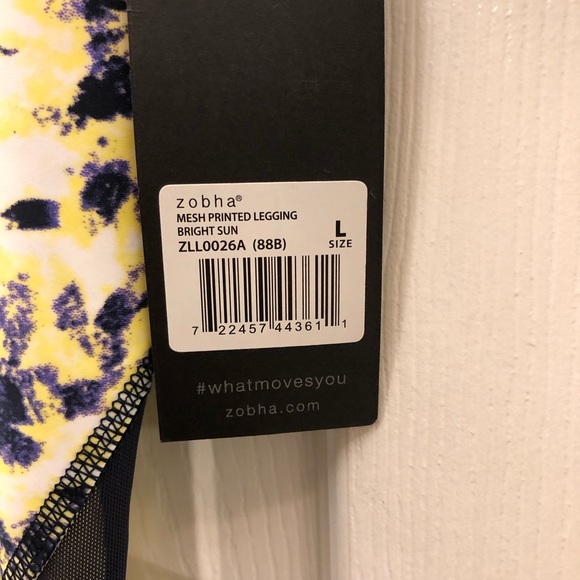 zobha®
MESH PRINTED LEGGING
BRIGHT SUN
ZLL0026A (88B)
L
SIZE
7 22457 44361 1
#whatmovesyou
zobha.com